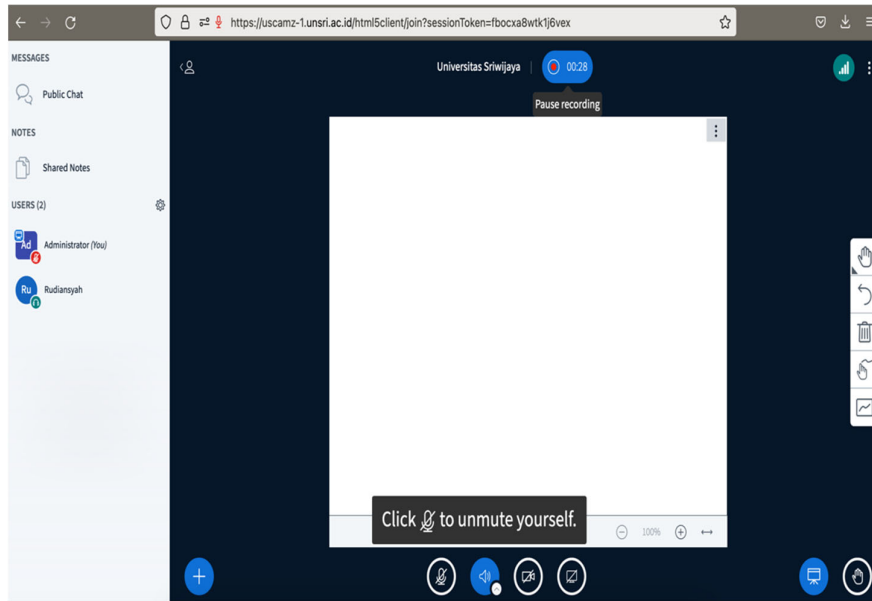 https://uscamz-1.unsri.ac.id/html5client/join?sessionToken=fbocxa8wtk1j6vex
MESSAGES
Public Chat
NOTES
Shared Notes
USERS (2)
Ad
Administrator (You)
Ru
Rudiansyah
Universitas Sriwijaya
00:28
Pause recording
Click to unmute yourself.
100%